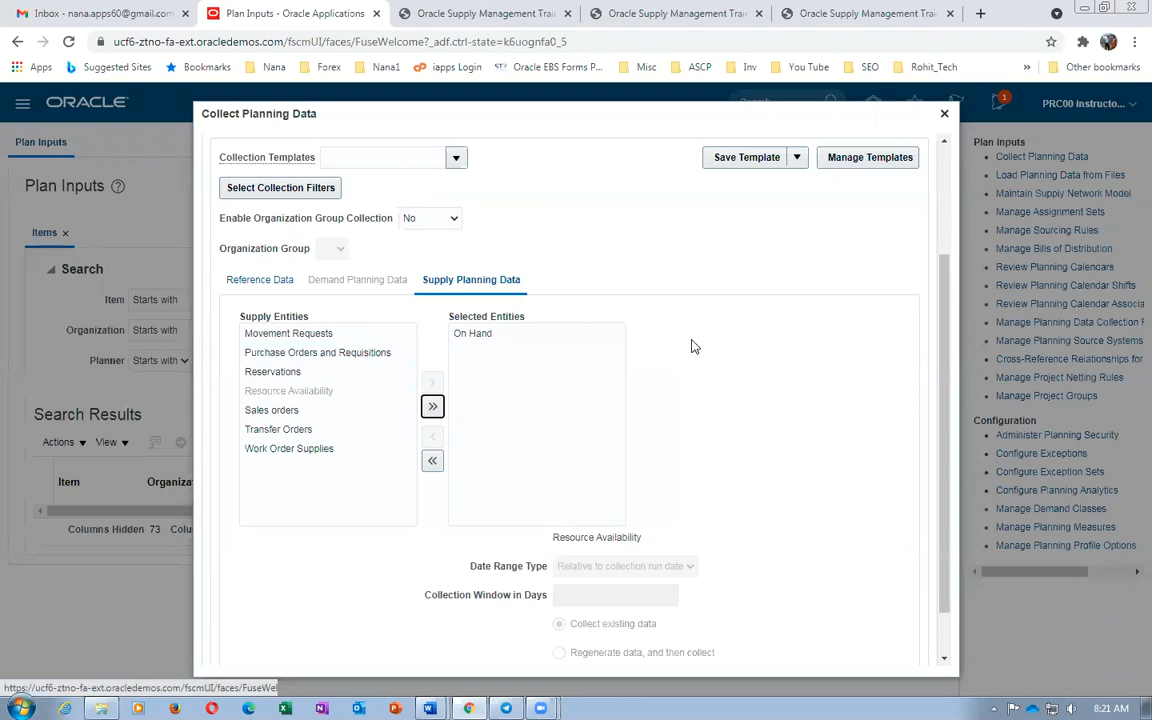 Inbox - nana.apps60@gmail.com
Plan Inputs - Oracle Applications
Oracle Supply Management Train
Oracle Supply Management Train
Oracle Supply Management Train
ucf6-ztno-fa-ext.oracledemos.com/fscmUI/faces/FuseWelcome?_adf.ctrl-state=k6uognfa0_5
Apps Suggested Sites Bookmarks Nana Forex Nana1 iapps Login Oracle EBS Forms P... Misc ASCP Inv You Tube SEO Rohit_Tech » Other bookmarks
ORACLE
1
PRC00 Instructo...
Collect Planning Data
Plan Inputs
Plan Inputs
Items
Search
Item Starts with
Organization Starts with
Planner Starts with
Search Results
Actions View
Item Organiz
Columns Hidden 73 Colu
Collection Templates
Save Template
Manage Templates
Select Collection Filters
Enable Organization Group Collection No
Organization Group
Reference Data Demand Planning Data Supply Planning Data
Supply Entities
Movement Requests
Purchase Orders and Requisitions
Reservations
Resource Availability
Sales orders
Transfer Orders
Work Order Supplies
Selected Entities
On Hand
Resource Availability
Date Range Type Relative to collection run date
Collection Window in Days
Collect existing data
Regenerate data, and then collect
Plan Inputs
Collect Planning Data
Load Planning Data from Files
Maintain Supply Network Model
Manage Assignment Sets
Manage Sourcing Rules
Manage Bills of Distribution
Review Planning Calendars
Review Planning Calendar Shifts
Review Planning Calendar Associa
Manage Planning Data Collection F
Manage Planning Source Systems
Cross-Reference Relationships for
Manage Project Netting Rules
Manage Project Groups
Configuration
Administer Planning Security
Configure Exceptions
Configure Exception Sets
Configure Planning Analytics
Manage Demand Classes
Manage Planning Measures
Manage Planning Profile Options
https://ucf6-ztno-fa-ext.oracledemos.com/fscmUI/faces/FuseWel
8:21 AM